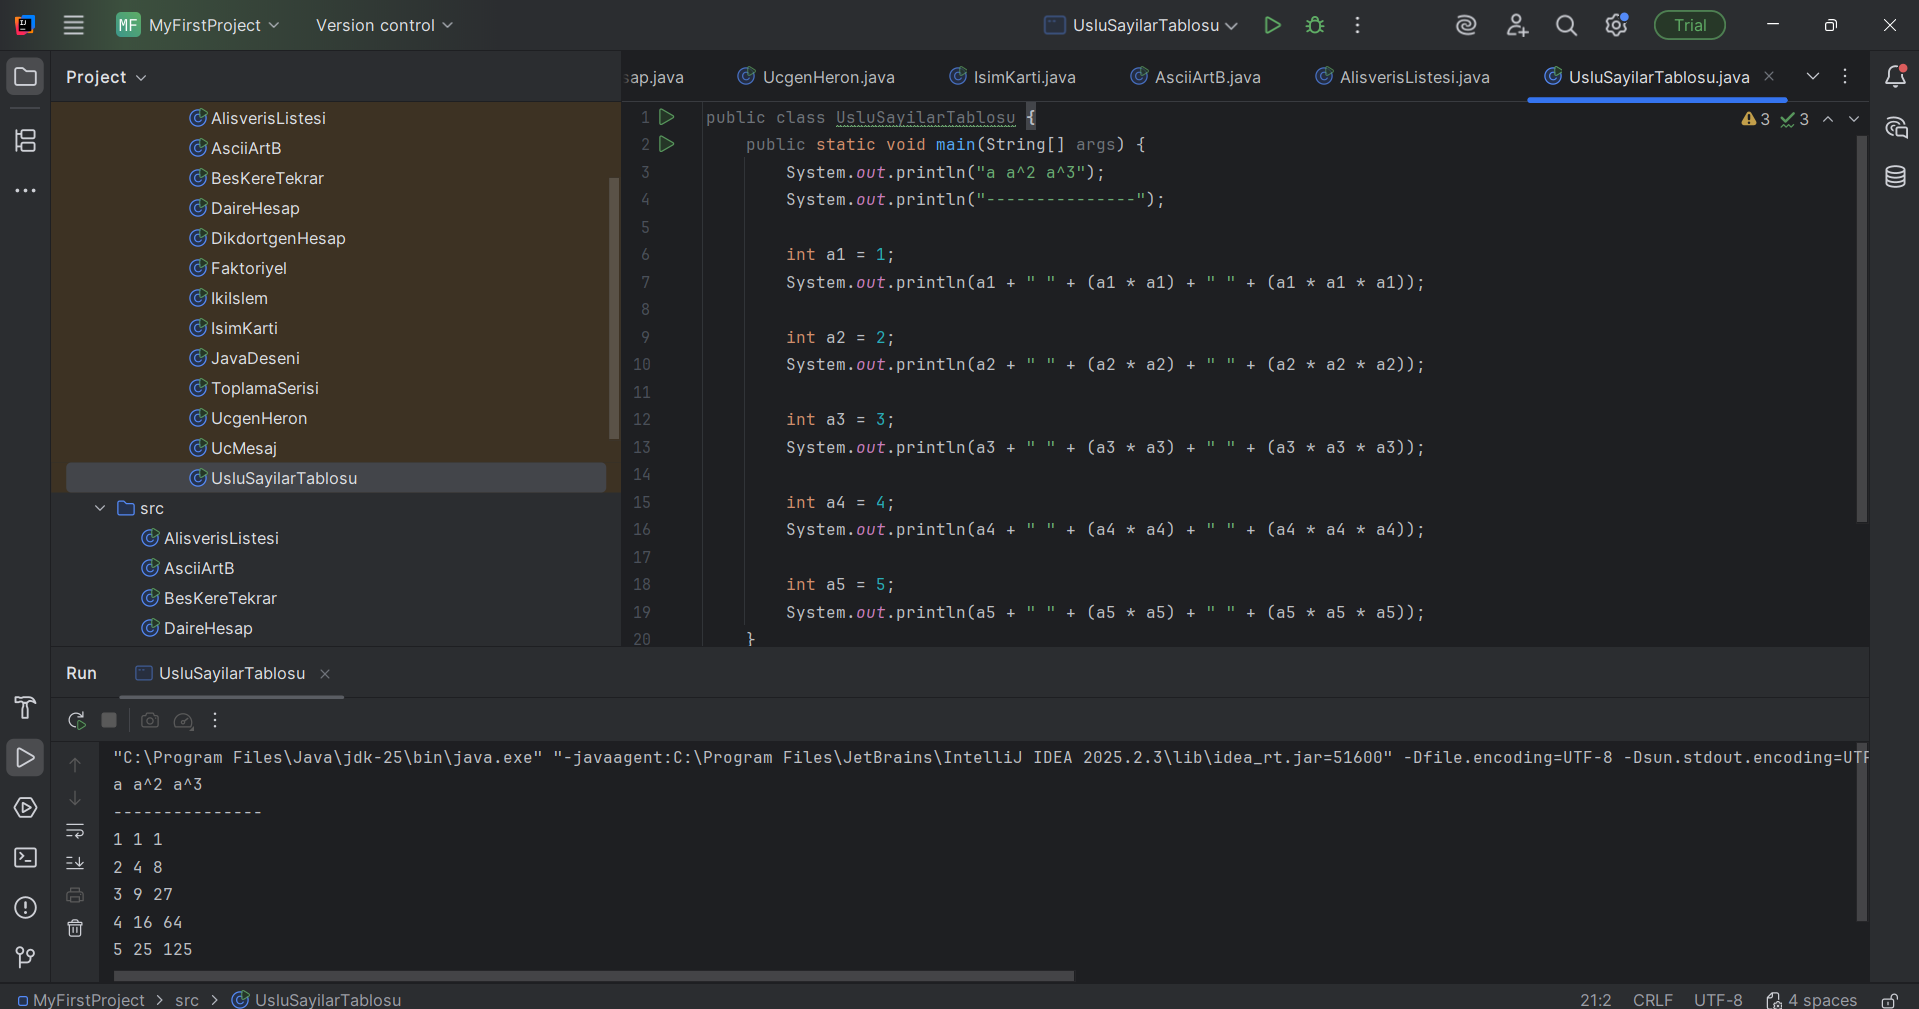 MF MyFirstProject Version control UsluSayilarTablosu Trial
Project
AlisverisListesi
AsciiArtB
BesKereTekrar
DaireHesap
DikdortgenHesap
Faktoriyel
IkiIslem
IsimKarti
JavaDeseni
ToplamaSerisi
UcgenHeron
UcMesaj
UsluSayilarTablosu
src
AlisverisListesi
AsciiArtB
BesKereTekrar
DaireHesap
sap.java UcgenHeron.java IsimKarti.java AsciiArtB.java AlisverisListesi.java UsluSayilarTablosu.java
3 3
1 public class UsluSayilarTablosu {
2 public static void main(String[] args) {
3 System.out.println("a a^2 a^3");
4 System.out.println("---------------");
5
6 int a1 = 1;
7 System.out.println(a1 + " " + (a1 * a1) + " " + (a1 * a1 * a1));
8
9 int a2 = 2;
10 System.out.println(a2 + " " + (a2 * a2) + " " + (a2 * a2 * a2));
11
12 int a3 = 3;
13 System.out.println(a3 + " " + (a3 * a3) + " " + (a3 * a3 * a3));
14
15 int a4 = 4;
16 System.out.println(a4 + " " + (a4 * a4) + " " + (a4 * a4 * a4));
17
18 int a5 = 5;
19 System.out.println(a5 + " " + (a5 * a5) + " " + (a5 * a5 * a5));
20 }
Run UsluSayilarTablosu
"C:\Program Files\Java\jdk-25\bin\java.exe" "-javaagent:C:\Program Files\JetBrains\IntelliJ IDEA 2025.2.3\lib\idea_rt.jar=51600" -Dfile.encoding=UTF-8 -Dsun.stdout.encoding=UTF
a a^2 a^3
---------------
1 1 1
2 4 8
3 9 27
4 16 64
5 25 125
MyFirstProject > src > UsluSayilarTablosu 21:2 CRLF UTF-8 4 spaces